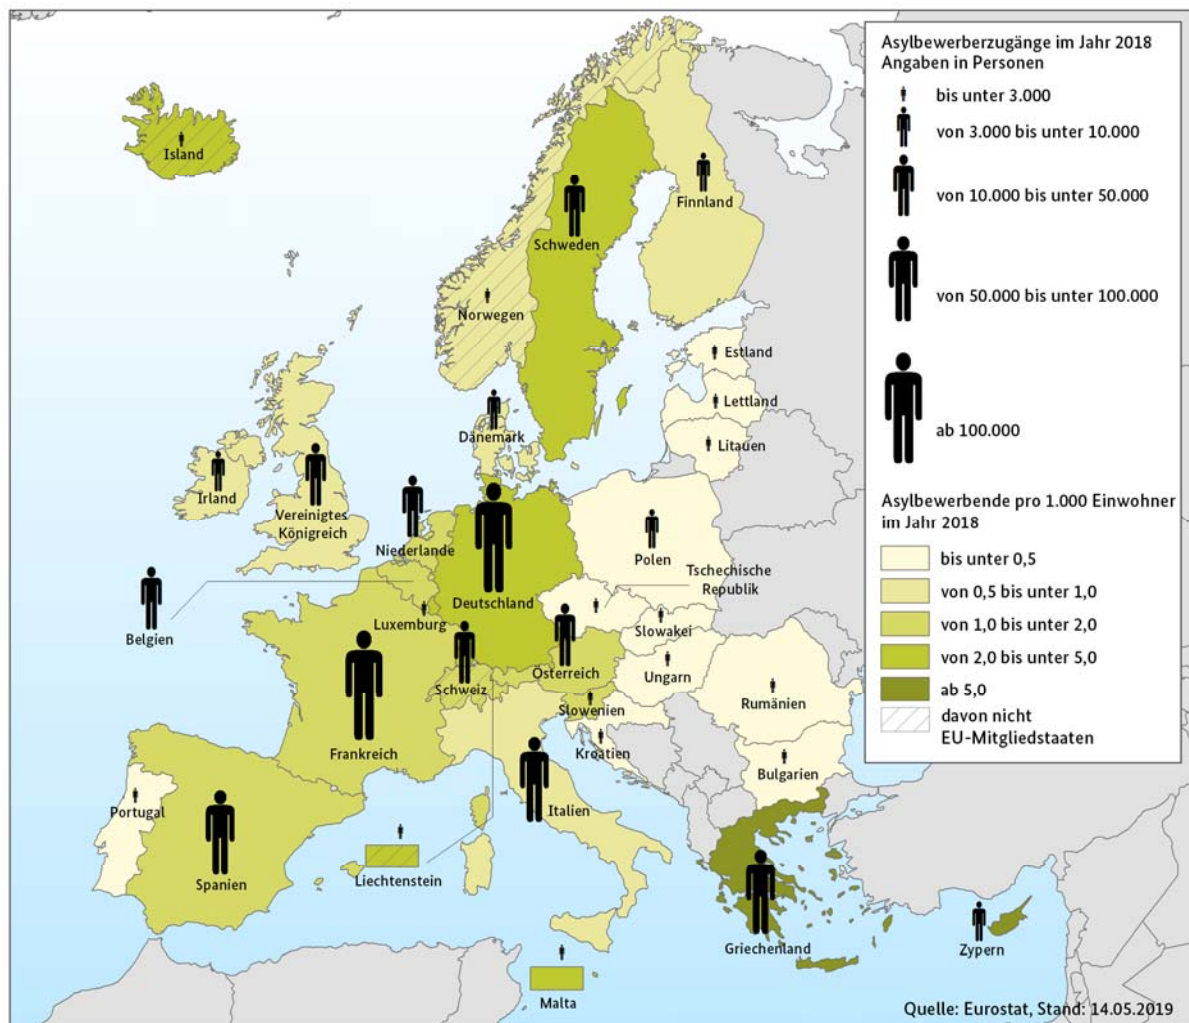 Asylbewerberzugänge im Jahr 2018
Angaben in Personen
bis unter 3.000
von 3.000 bis unter 10.000
von 10.000 bis unter 50.000
von 50.000 bis unter 100.000
ab 100.000
Asylbewerbende pro 1.000 Einwohner
im Jahr 2018
bis unter 0,5
von 0,5 bis unter 1,0
von 1,0 bis unter 2,0
von 2,0 bis unter 5,0
ab 5,0
davon nicht
EU-Mitgliedstaaten
Island
Finnland
Schweden
Norwegen
Estland
Lettland
Dänemark
Litauen
Irland
Vereinigtes
Königreich
Niederlande
Polen
Tschechische
Republik
Deutschland
Luxemburg
Belgien
Slowakei
Österreich
Ungarn
Schweiz
Slowenien
Rumänien
Frankreich
Kroatien
Bulgarien
Portugal
Italien
Spanien
Liechtenstein
Griechenland
Zypern
Malta
Quelle: Eurostat, Stand: 14.05.2019